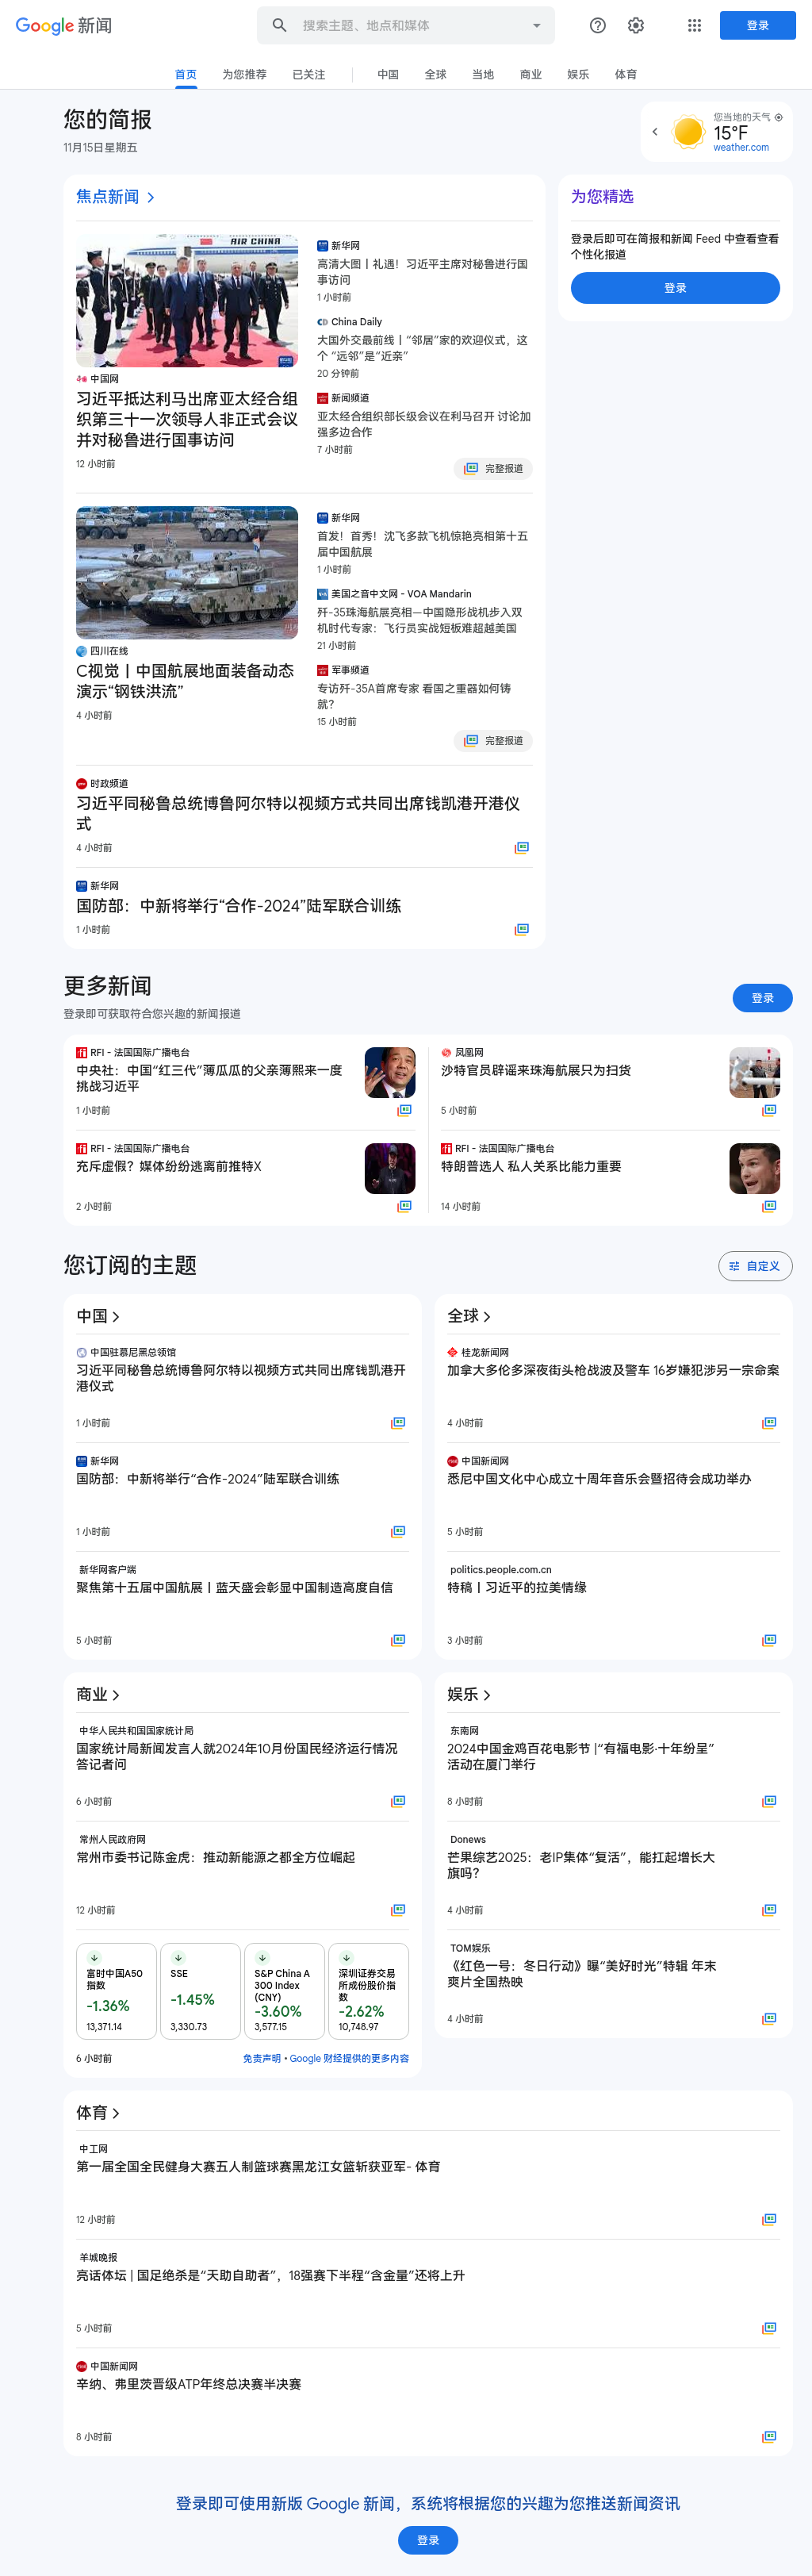 Google 新闻
搜索主题、地点和媒体
登录
首页
为您推荐
已关注
中国
全球
当地
商业
娱乐
体育
您的简报
11月15日星期五
您当地的天气
15°F
weather.com
焦点新闻
AIR CHINA
中国网
习近平抵达利马出席亚太经合组
织第三十一次领导人非正式会议
并对秘鲁进行国事访问
12 小时前
新华网
高清大图丨礼遇！习近平主席对秘鲁进行国
事访问
1 小时前
China Daily
大国外交最前线丨“邻居”家的欢迎仪式，这
个 “远邻”是“近亲”
20 分钟前
新闻频道
亚太经合组织部长级会议在利马召开 讨论加
强多边合作
7 小时前
完整报道
四川在线
C视觉丨中国航展地面装备动态
演示“钢铁洪流”
4 小时前
新华网
首发！首秀！沈飞多款飞机惊艳亮相第十五
届中国航展
1 小时前
美国之音中文网 - VOA Mandarin
歼-35珠海航展亮相—中国隐形战机步入双
机时代专家：飞行员实战短板难超越美国
21 小时前
军事频道
专访歼-35A首席专家 看国之重器如何铸
就？
15 小时前
完整报道
时政频道
习近平同秘鲁总统博鲁阿尔特以视频方式共同出席钱凯港开港仪
式
4 小时前
新华网
国防部：中新将举行“合作-2024”陆军联合训练
1 小时前
为您精选
登录后即可在简报和新闻 Feed 中查看查看
个性化报道
登录
更多新闻
登录即可获取符合您兴趣的新闻报道
登录
RFI - 法国国际广播电台
中央社：中国“红三代”薄瓜瓜的父亲薄熙来一度
挑战习近平
1 小时前
凤凰网
沙特官员辟谣来珠海航展只为扫货
5 小时前
RFI - 法国国际广播电台
充斥虚假？媒体纷纷逃离前推特X
2 小时前
RFI - 法国国际广播电台
特朗普选人 私人关系比能力重要
14 小时前
您订阅的主题
自定义
中国
中国驻慕尼黑总领馆
习近平同秘鲁总统博鲁阿尔特以视频方式共同出席钱凯港开
港仪式
1 小时前
新华网
国防部：中新将举行“合作-2024”陆军联合训练
1 小时前
新华网客户端
聚焦第十五届中国航展丨蓝天盛会彰显中国制造高度自信
5 小时前
全球
桂龙新闻网
加拿大多伦多深夜街头枪战波及警车 16岁嫌犯涉另一宗命案
4 小时前
中国新闻网
悉尼中国文化中心成立十周年音乐会暨招待会成功举办
5 小时前
politics.people.com.cn
特稿丨习近平的拉美情缘
3 小时前
商业
中华人民共和国国家统计局
国家统计局新闻发言人就2024年10月份国民经济运行情况
答记者问
6 小时前
常州人民政府网
常州市委书记陈金虎：推动新能源之都全方位崛起
12 小时前
富时中国A50
指数
-1.36%
13,371.14
SSE
-1.45%
3,330.73
S&P China A
300 Index
(CNY)
-3.60%
3,577.15
深圳证券交易
所成份股价指
数
-2.62%
10,748.97
6 小时前
免责声明 • Google 财经提供的更多内容
娱乐
东南网
2024中国金鸡百花电影节 |“有福电影·十年纷呈”
活动在厦门举行
8 小时前
Donews
芒果综艺2025：老IP集体“复活”，能扛起增长大
旗吗？
4 小时前
TOM娱乐
《红色一号：冬日行动》曝“美好时光”特辑 年末
爽片全国热映
4 小时前
体育
中工网
第一届全国全民健身大赛五人制篮球赛黑龙江女篮斩获亚军- 体育
12 小时前
羊城晚报
亮话体坛 | 国足绝杀是“天助自助者”，18强赛下半程“含金量”还将上升
5 小时前
中国新闻网
辛纳、弗里茨晋级ATP年终总决赛半决赛
8 小时前
登录即可使用新版 Google 新闻，系统将根据您的兴趣为您推送新闻资讯
登录